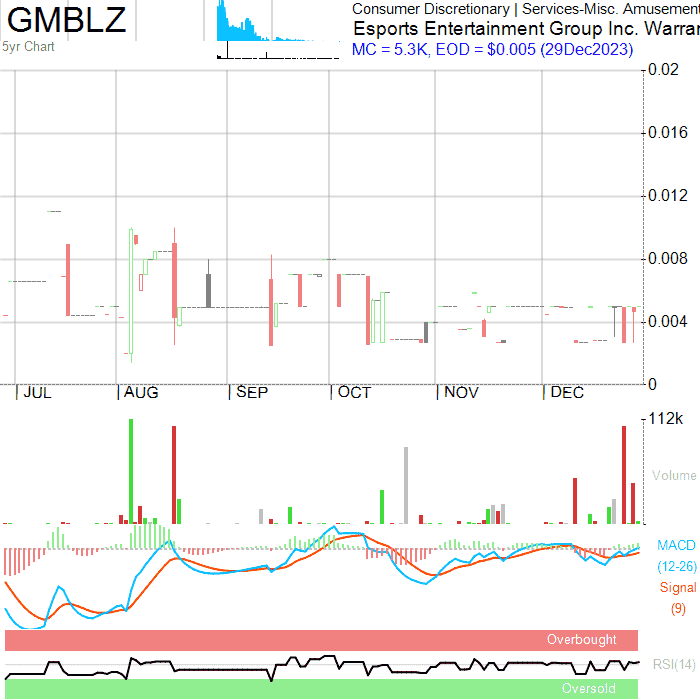 GMBLZ
5yr Chart
Consumer Discretionary | Services-Misc. Amusement
Esports Entertainment Group Inc. Warrar
MC = 5.3K, EOD = $0.005 (29Dec2023)
0.02
0.016
0.012
0.008
0.004
0
JUL AUG SEP OCT NOV DEC
112k
Volume
MACD
(12-26)
Signal
(9)
Overbought
RSI(14)
Oversold